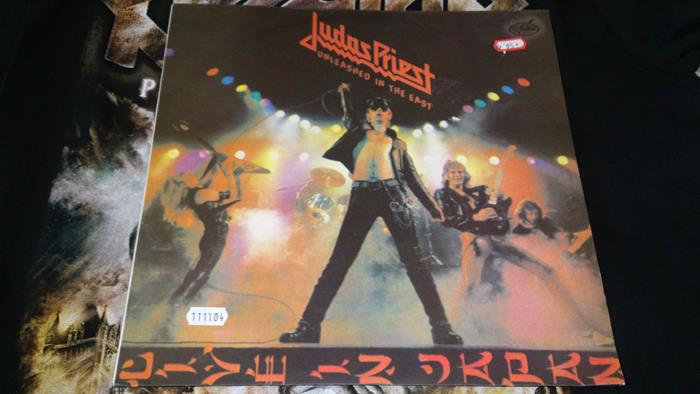 Judas Priest
UNLEASHED IN THE EAST
111104
LIVE IN JAPAN